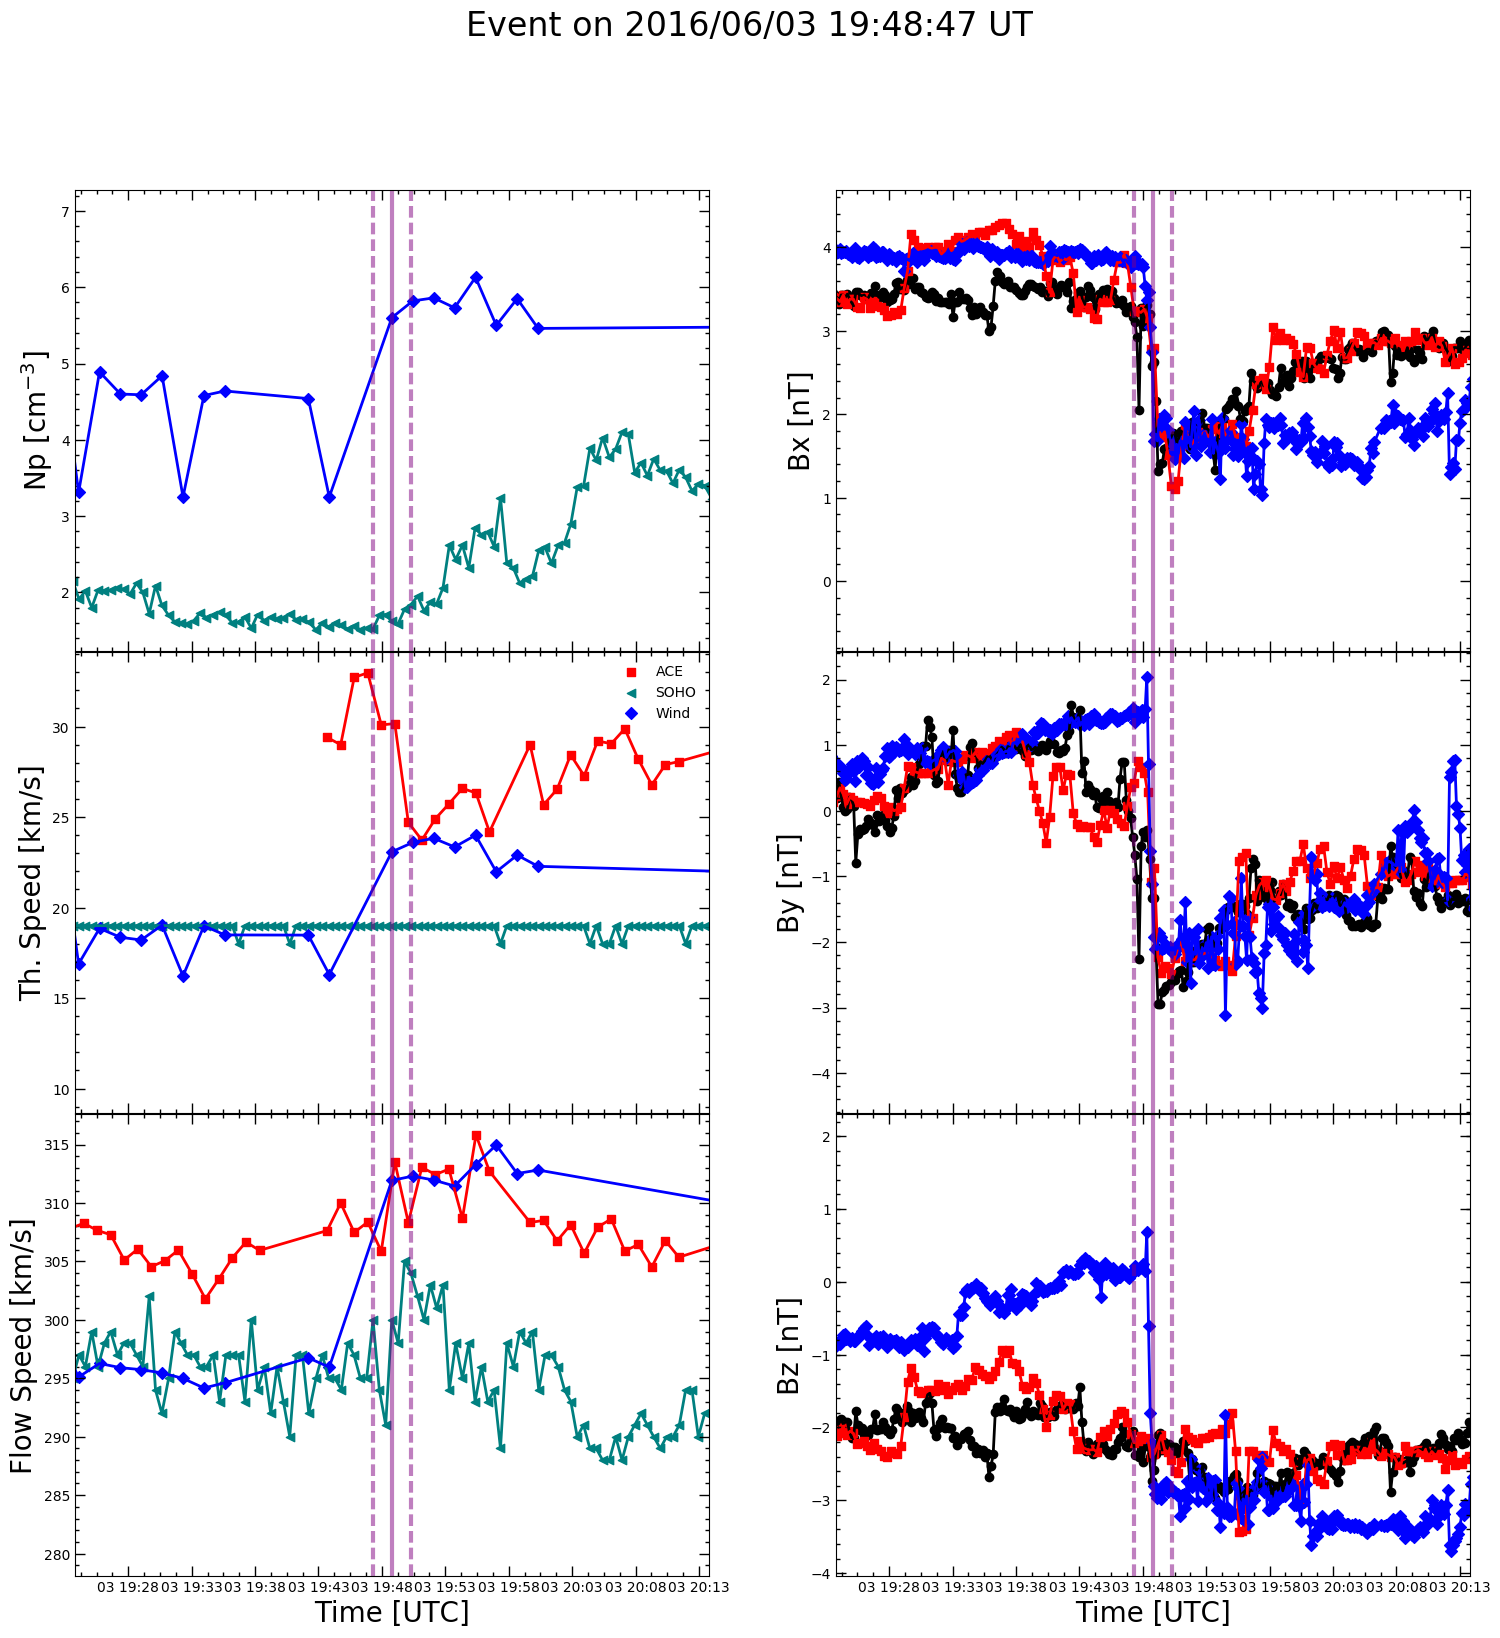 Event on 2016/06/03 19:48:47 UT
Np [cm⁻³]
7
6
5
4
3
2
Th. Speed [km/s]
30
25
20
15
10
ACE
SOHO
Wind
Flow Speed [km/s]
315
310
305
300
295
290
285
280
03 19:28 03 19:33 03 19:38 03 19:43 03 19:48 03 19:53 03 19:58 03 20:03 03 20:08 03 20:13
Time [UTC]
Bx [nT]
4
3
2
1
0
By [nT]
2
1
0
−1
−2
−3
−4
Bz [nT]
2
1
0
−1
−2
−3
−4
03 19:28 03 19:33 03 19:38 03 19:43 03 19:48 03 19:53 03 19:58 03 20:03 03 20:08 03 20:13
Time [UTC]